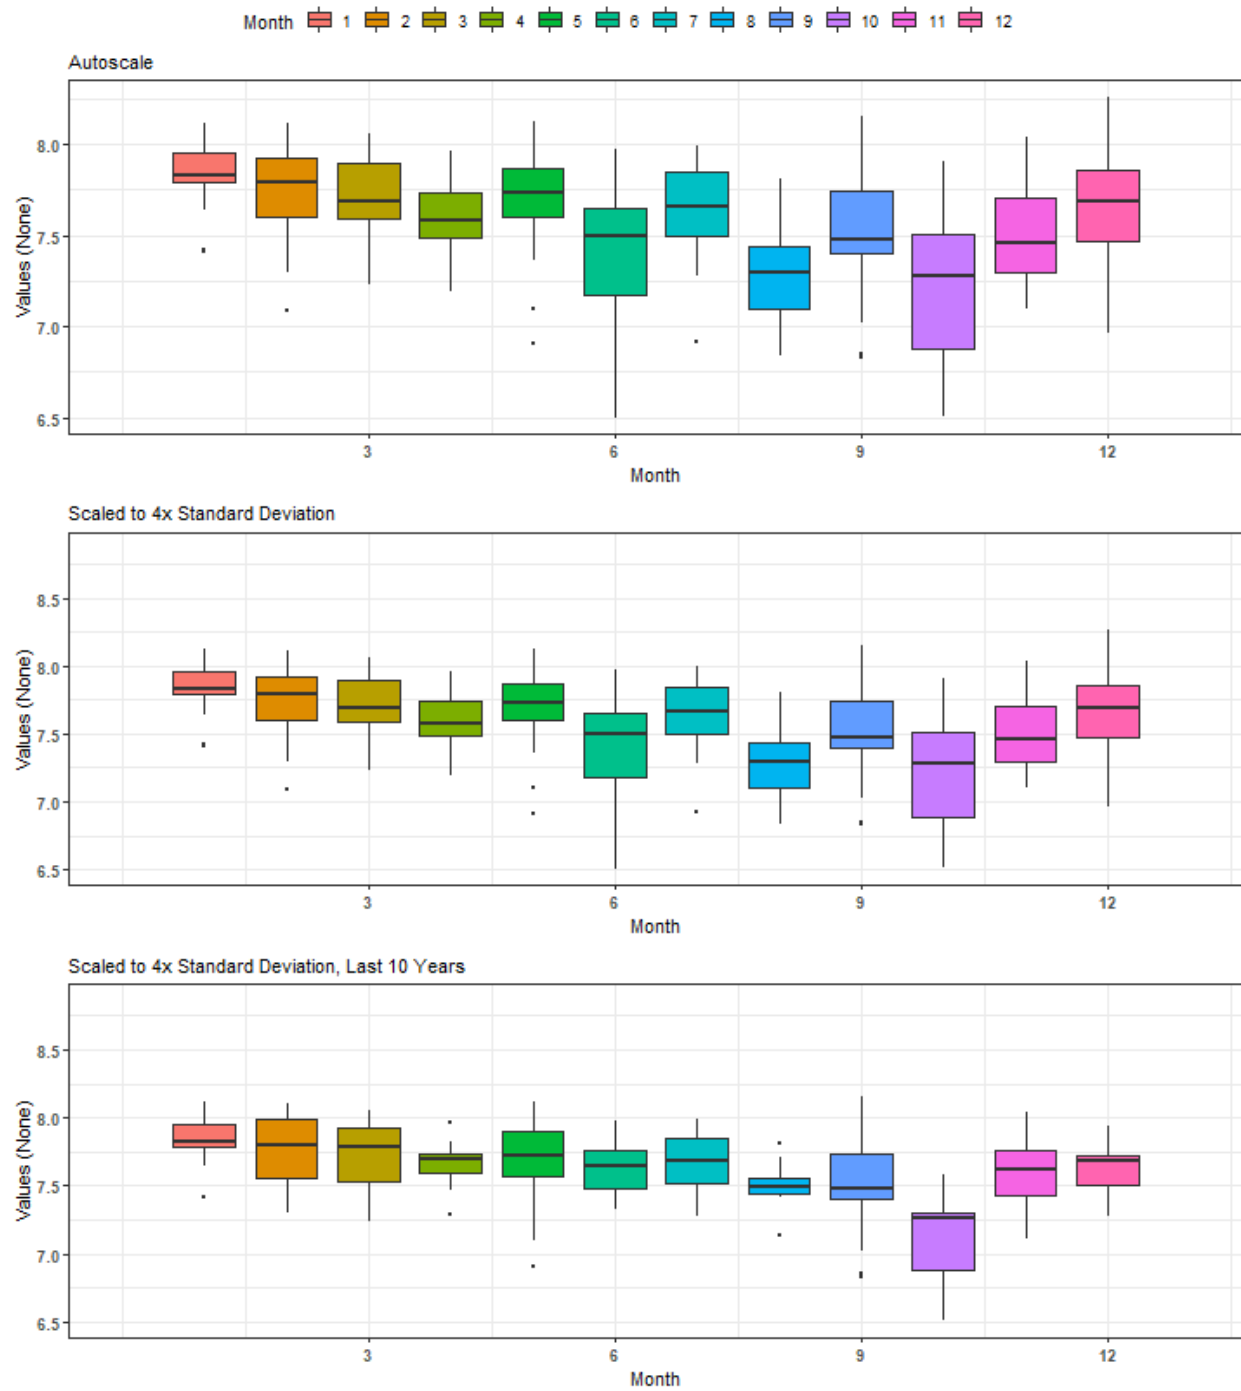 Month 1 2 3 4 5 6 7 8 9 10 11 12
Autoscale
Values (None)
8.0
7.5
7.0
6.5
3 6 9 12
Month
Scaled to 4x Standard Deviation
Values (None)
8.5
8.0
7.5
7.0
6.5
3 6 9 12
Month
Scaled to 4x Standard Deviation, Last 10 Years
Values (None)
8.5
8.0
7.5
7.0
6.5
3 6 9 12
Month